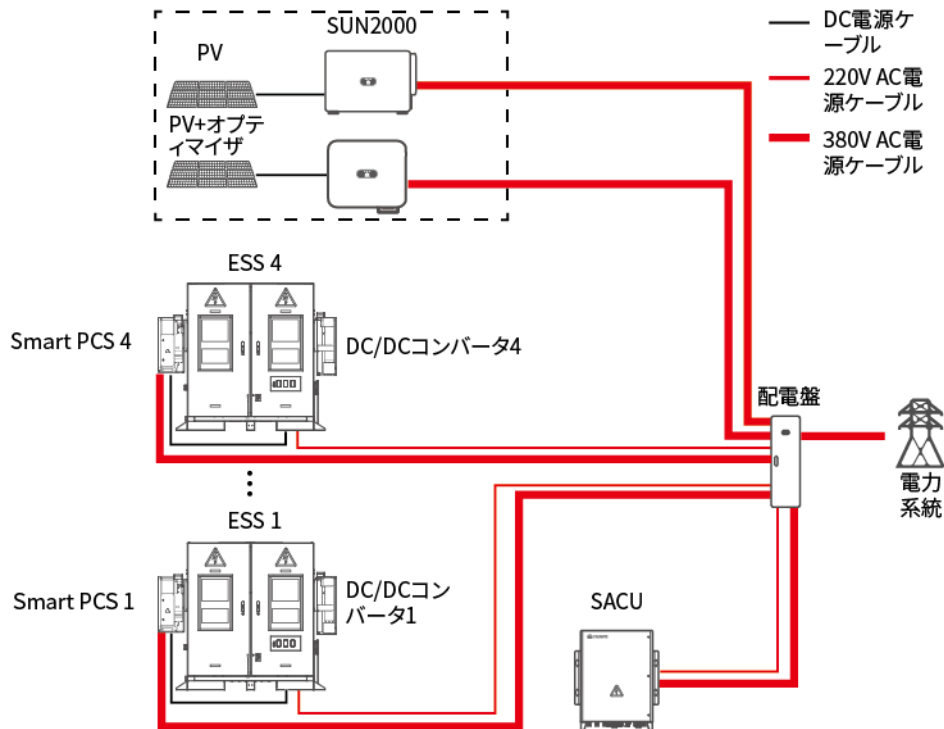 SUN2000
PV
PV+オプテ
ィマイザ
DC電源ケ
ーブル
220V AC電
源ケーブル
380V AC電
源ケーブル
ESS 4
Smart PCS 4
DC/DCコンバータ4
配電盤
電力
系統
ESS 1
Smart PCS 1
DC/DCコン
バータ1
SACU